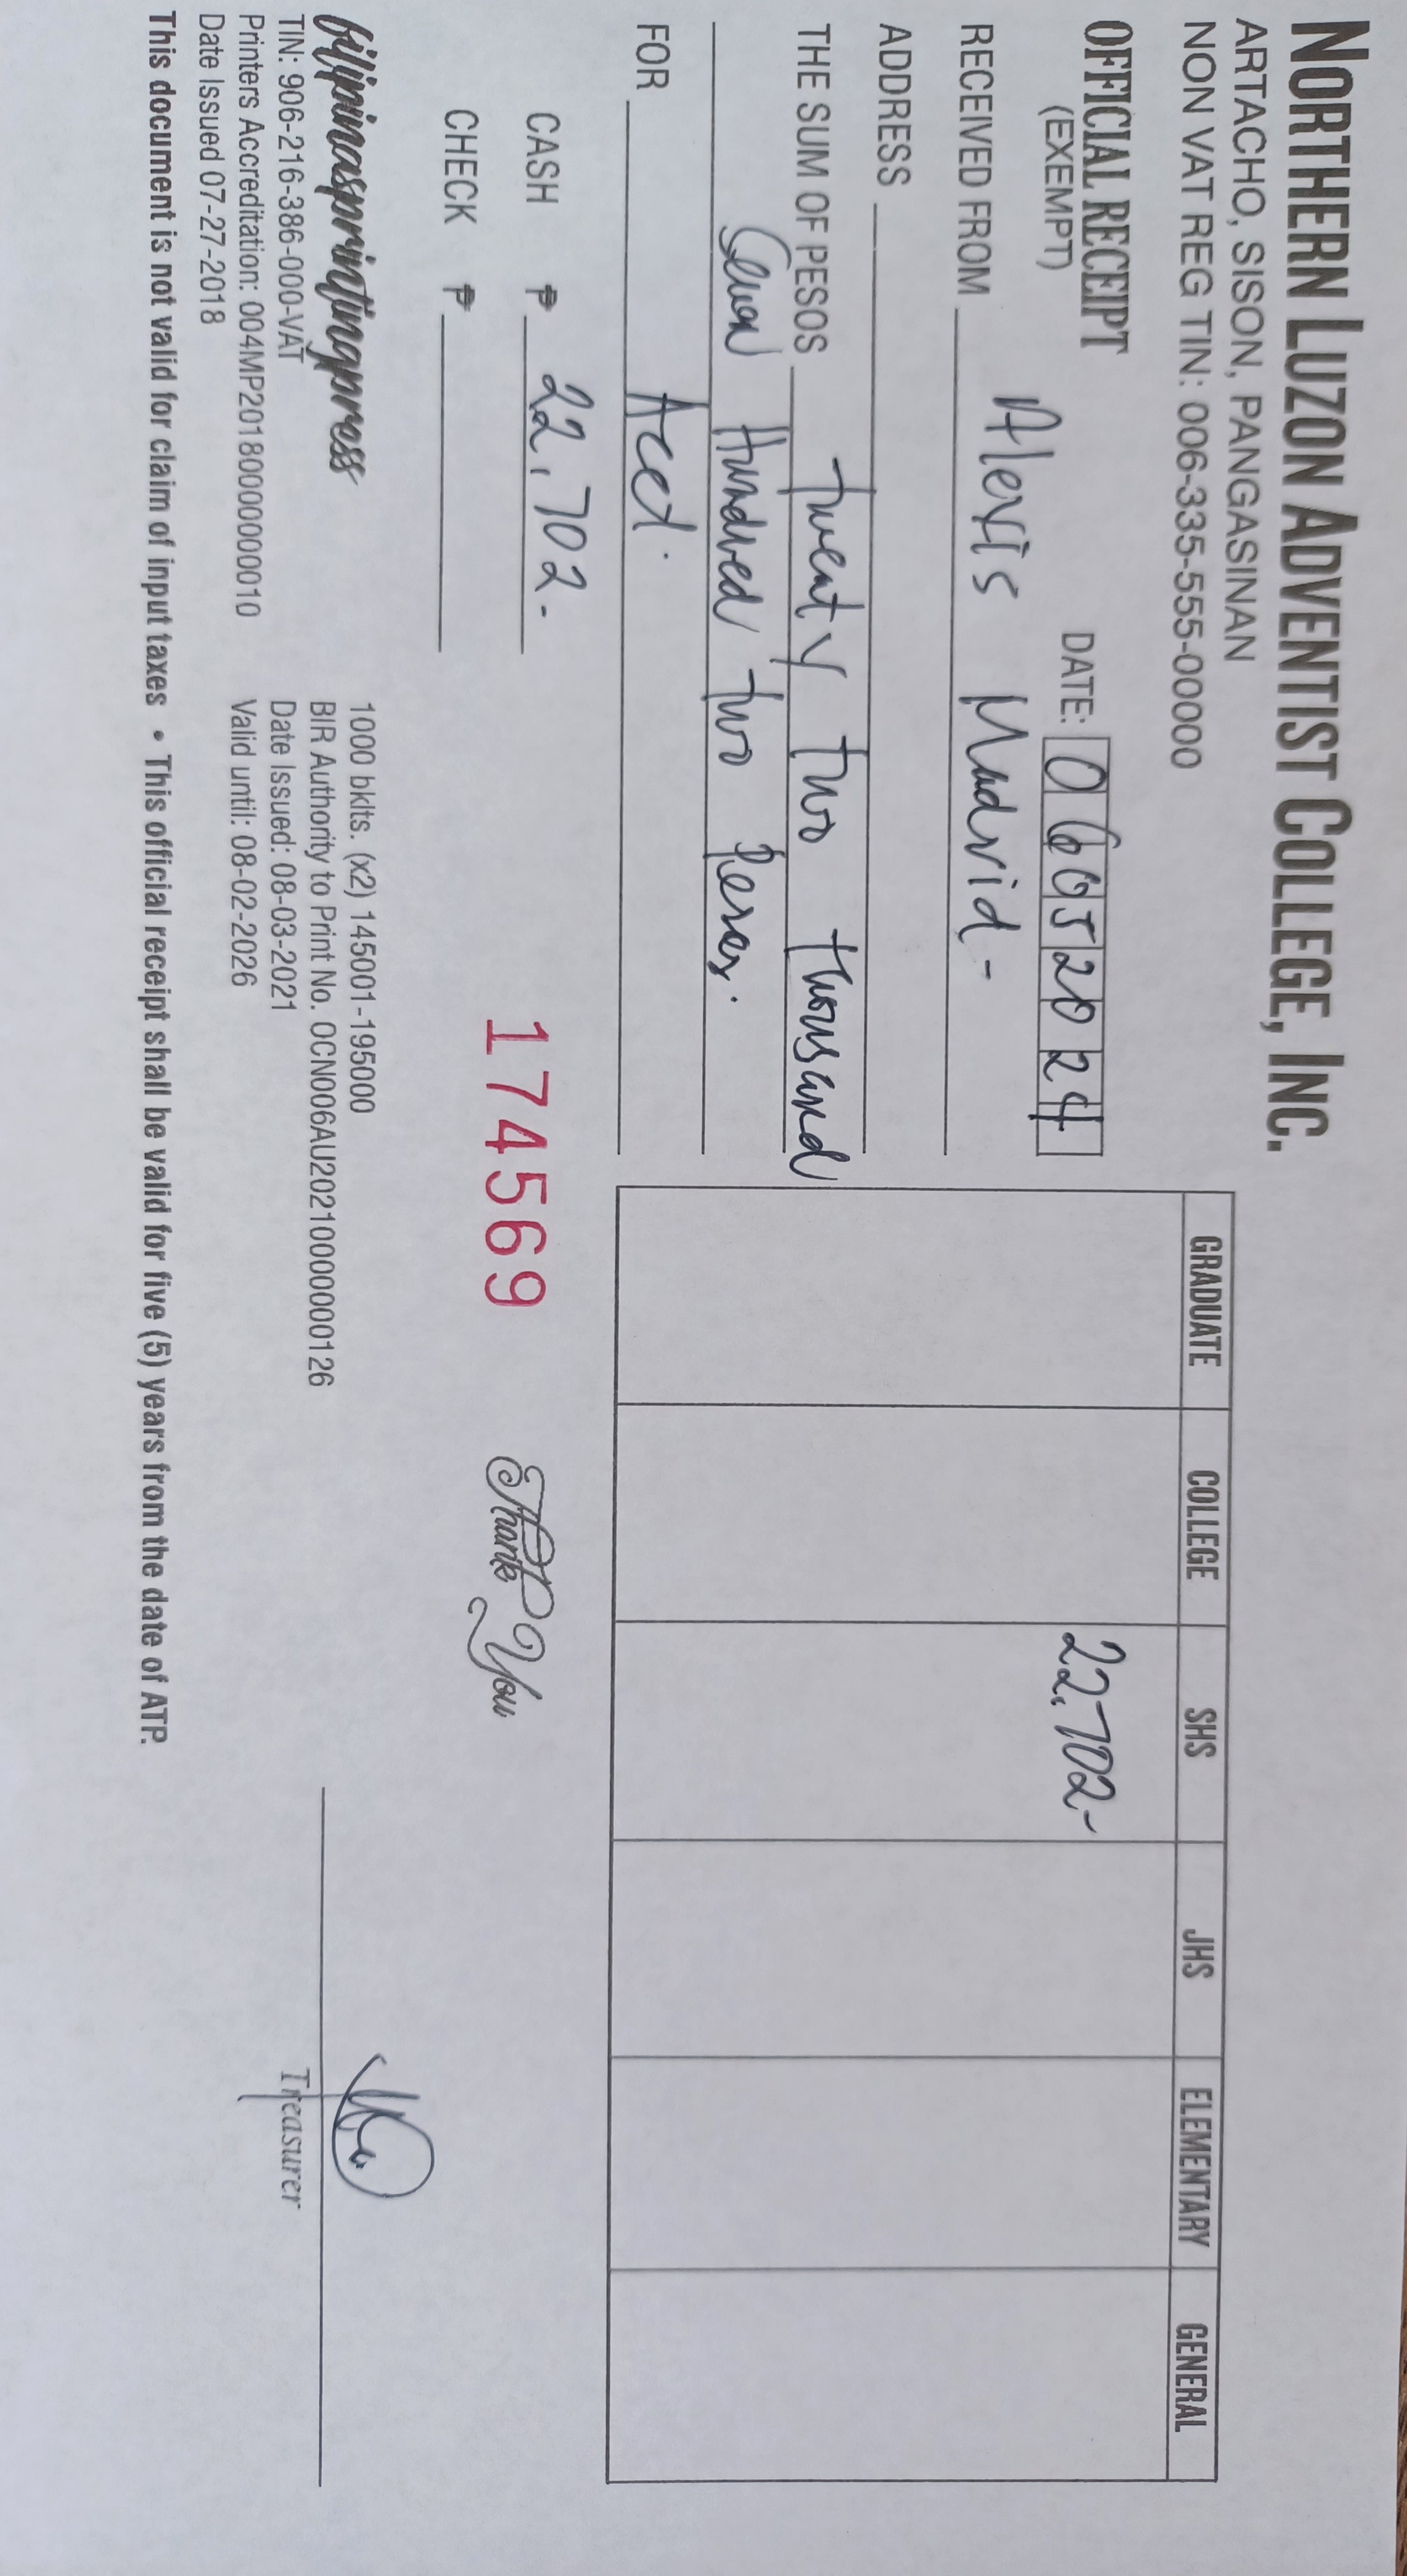 NORTHERN LUZON ADVENTIST COLLEGE, INC.
ARTACHO, SISON, PANGASINAN
NON VAT REG TIN: 006-335-555-00000
OFFICIAL RECEIPT
(EXEMPT)
DATE: 06052024
RECEIVED FROM Alexis Madrid -
ADDRESS
THE SUM OF PESOS Twenty Two Thousand
Seven Hundred Two Pesos.
FOR Acct.
CASH ₱ 22,702.-
CHECK ₱
GRADUATE COLLEGE SHS JHS ELEMENTARY GENERAL
22,702-
174569
Thank You
filipinasprintingpress
TIN: 906-216-386-000-VAT
Printers Accreditation: 004MP20180000000010
Date Issued 07-27-2018
1000 bklts. (x2) 145001-195000
BIR Authority to Print No. OCN006AU20210000000126
Date Issued: 08-03-2021
Valid until: 08-02-2026
Treasurer
This document is not valid for claim of input taxes • This official receipt shall be valid for five (5) years from the date of ATP.